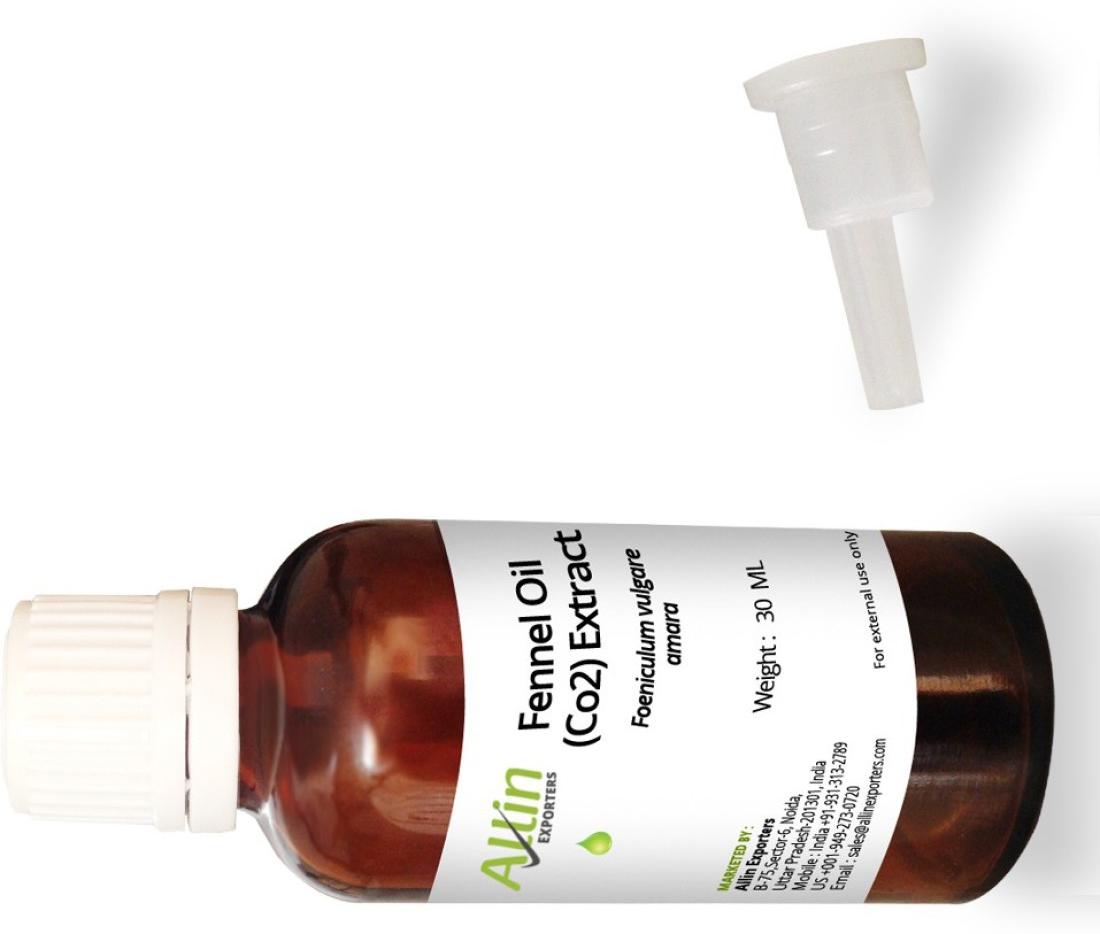 Allin
EXPORTERS
Fennel Oil
(Co2) Extract
Foeniculum vulgare
amara
Weight : 30 ML
MARKETED BY :
Allin Exporters
B-75,Sector-6, Noida,
Uttar Pradesh-201301, India
Mobile : India +91-931-313-2789
US +001-949-273-0720
Email : sales@allinexporters.com
For external use only